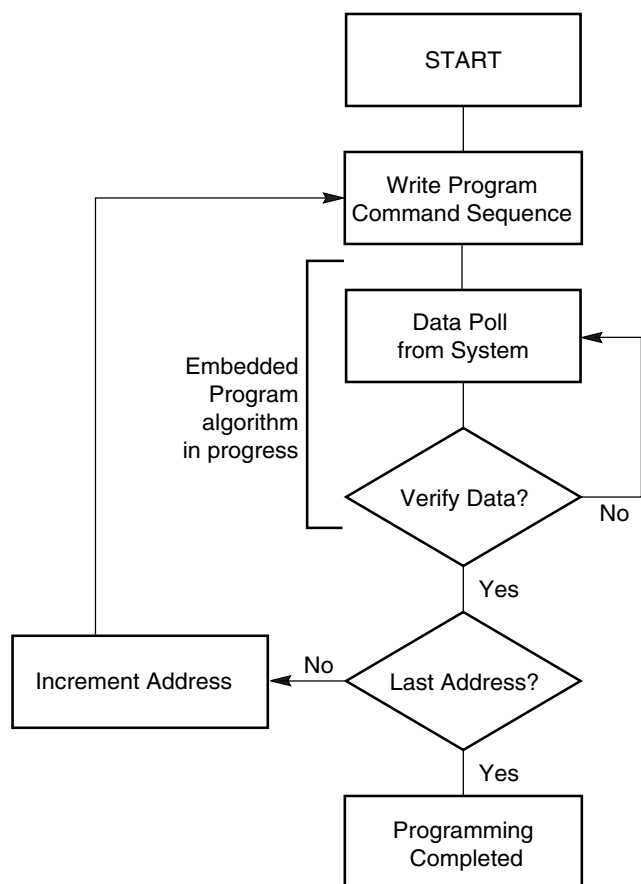 START
Write Program
Command Sequence
Data Poll
from System
Embedded
Program
algorithm
in progress
Verify Data?
No
Yes
Increment Address
No
Last Address?
Yes
Programming
Completed